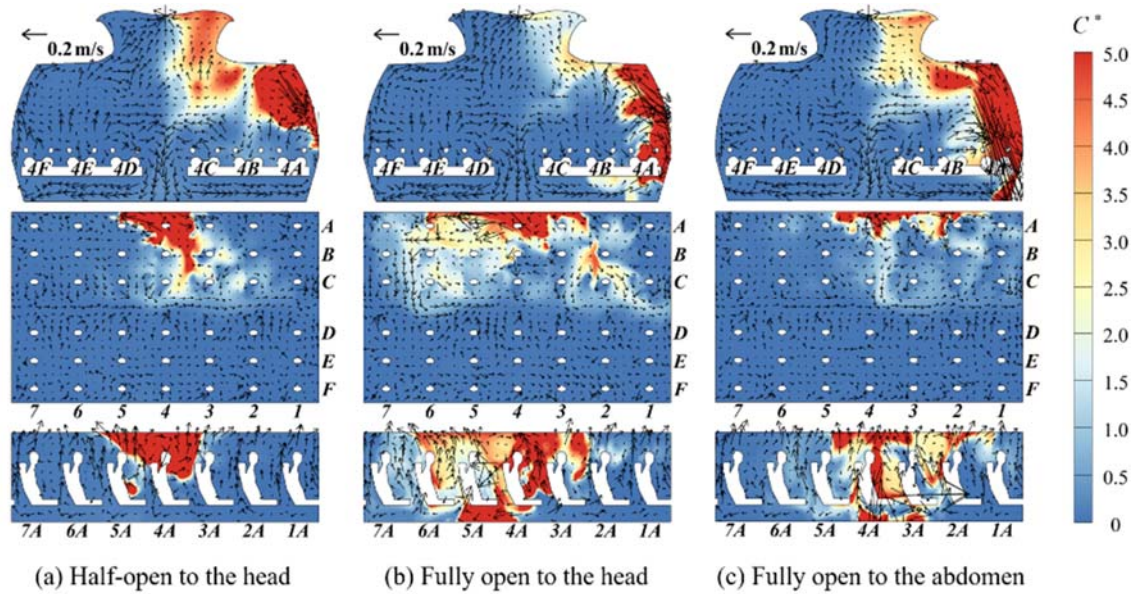 0.2 m/s
0.2 m/s
0.2 m/s
C*
4F 4E 4D 4C 4B 4A
4F 4E 4D 4C 4B 4A
4F 4E 4D 4C 4B
5.0
4.5
4.0
3.5
3.0
2.5
2.0
1.5
1.0
0.5
0
A
B
C
D
E
F
7 6 5 4 3 2 1
A
B
C
D
E
F
7 6 5 4 3 2 1
A
B
C
D
E
F
7 6 5 4 3 2 1
7A 6A 5A 4A 3A 2A 1A
7A 6A 5A 4A 3A 2A 1A
7A 6A 5A 4A 3A 2A 1A
(a) Half-open to the head
(b) Fully open to the head
(c) Fully open to the abdomen